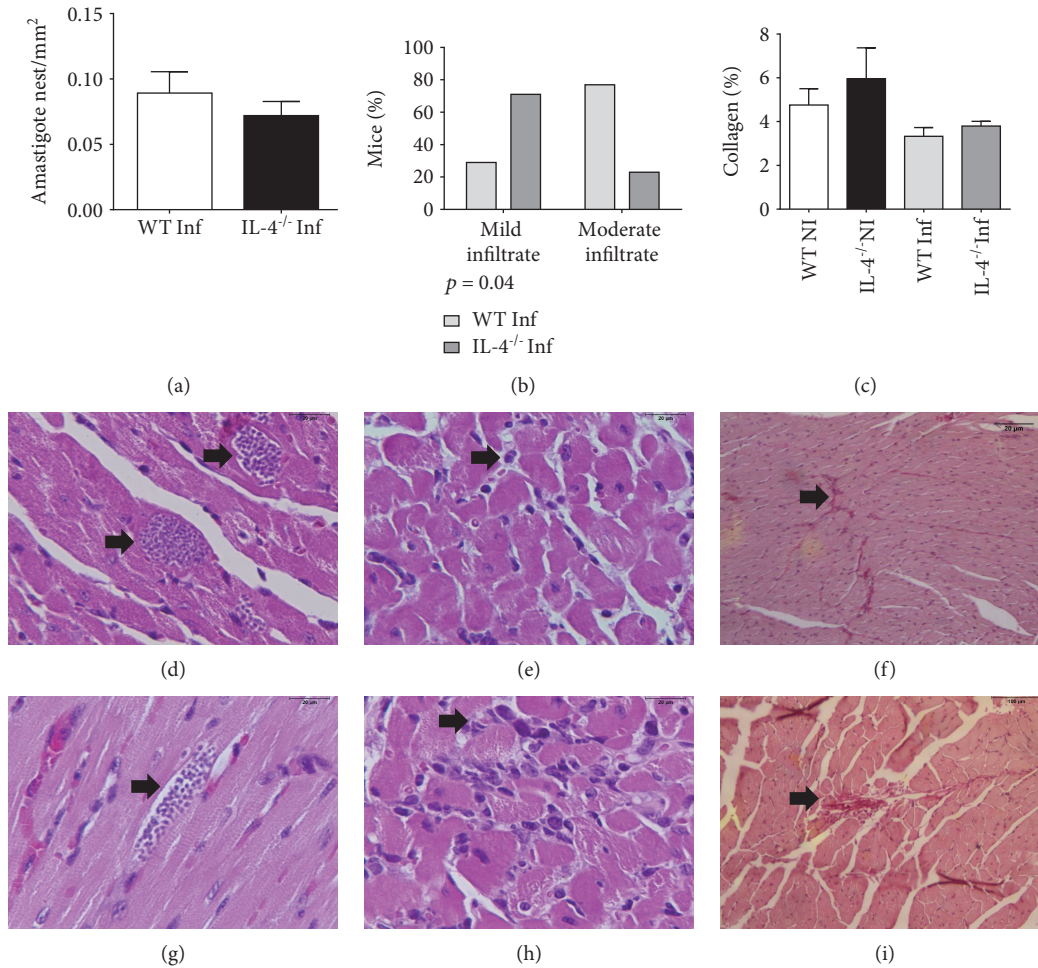 Amastigote nest/mm²
0.15
0.10
0.05
0.00
WT Inf
IL-4⁻/⁻ Inf
(a)
Mice (%)
100
80
60
40
20
0
Mild
infiltrate
Moderate
infiltrate
p = 0.04
WT Inf
IL-4⁻/⁻ Inf
(b)
Collagen (%)
8
6
4
2
0
WT NI
IL-4⁻/⁻ NI
WT Inf
IL-4⁻/⁻ Inf
(c)
20 µm
(d)
20 µm
(e)
20 µm
(f)
20 µm
(g)
20 µm
(h)
100 µm
(i)